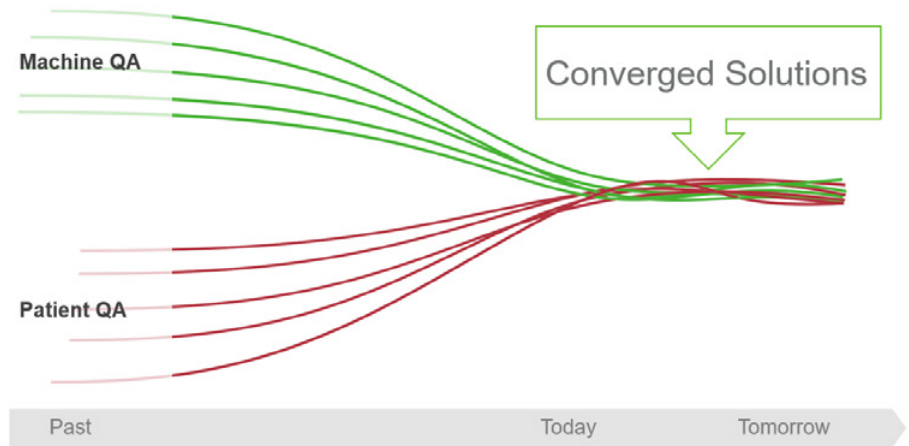 Machine QA
Converged Solutions
Patient QA
Past
Today
Tomorrow